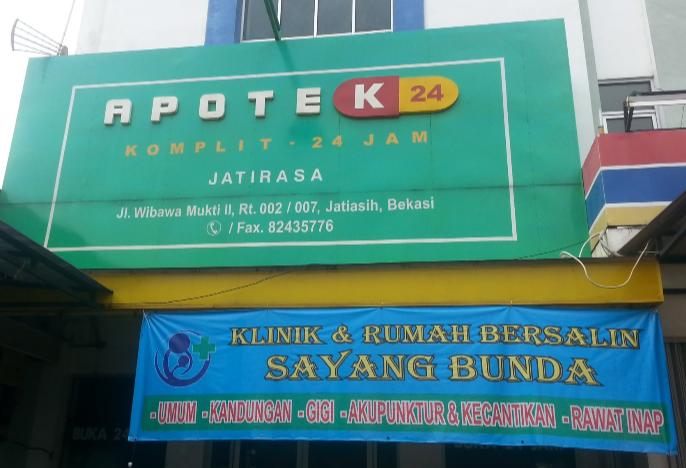 APOTEK 24
KOMPLIT - 24 JAM
JATIRASA
Jl. Wibawa Mukti II, Rt. 002 / 007, Jatiasih, Bekasi
/ Fax. 82435776
KLINIK & RUMAH BERSALIN
SAYANG BUNDA
- UMUM - KANDUNGAN - GIGI - AKUPUNKTUR & KECANTIKAN - RAWAT INAP
BUKA 24